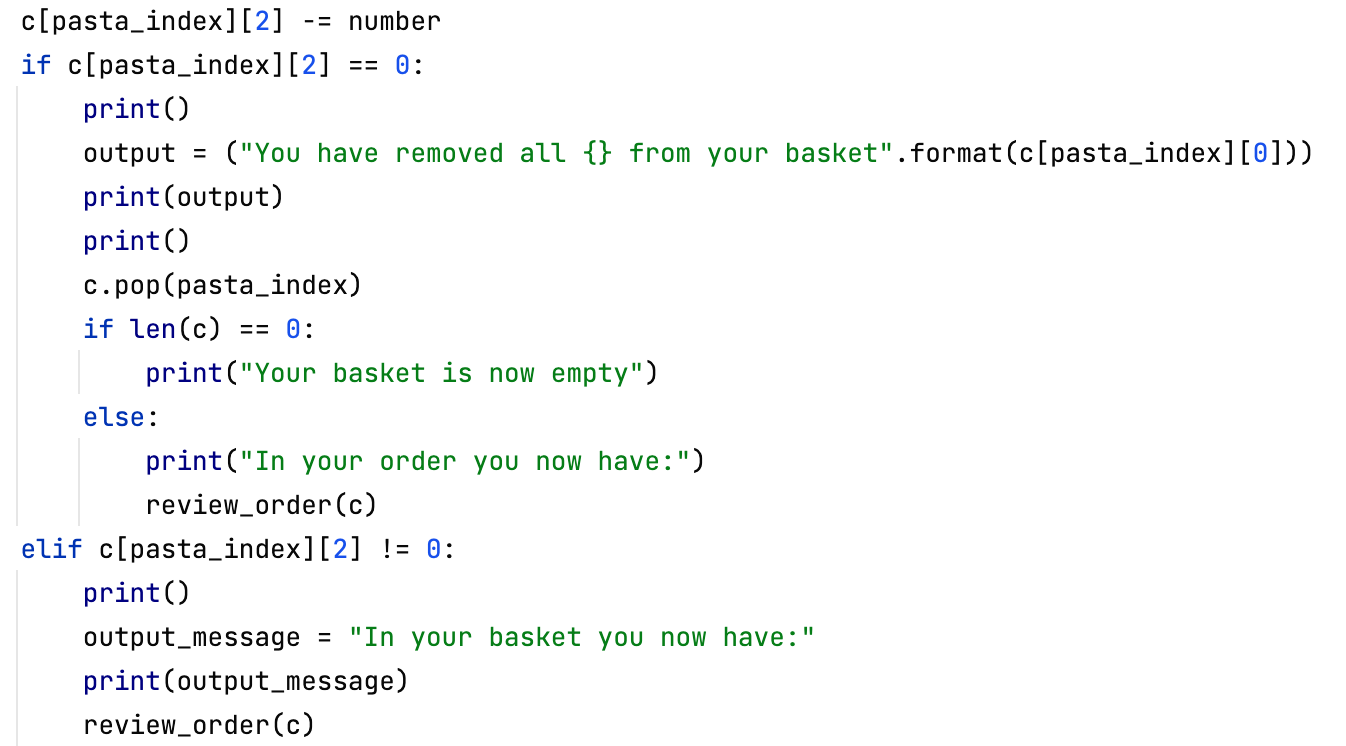 c[pasta_index][2] -= number
if c[pasta_index][2] == 0:
    print()
    output = ("You have removed all {} from your basket".format(c[pasta_index][0]))
    print(output)
    print()
    c.pop(pasta_index)
    if len(c) == 0:
        print("Your basket is now empty")
    else:
        print("In your order you now have:")
        review_order(c)
elif c[pasta_index][2] != 0:
    print()
    output_message = "In your basket you now have:"
    print(output_message)
    review_order(c)